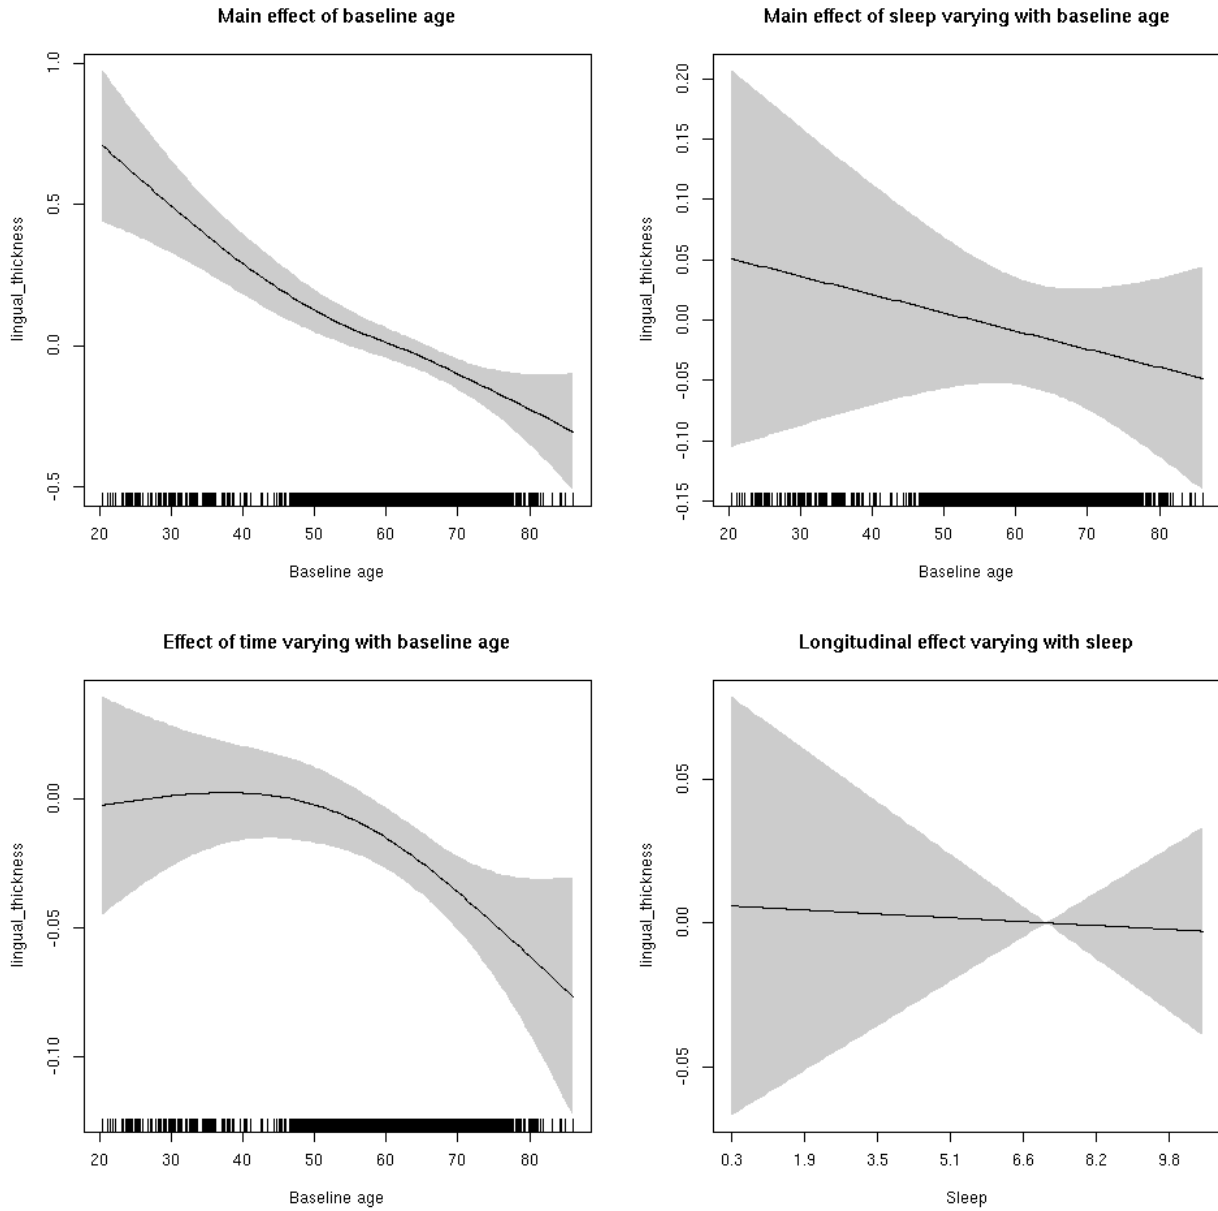 Main effect of baseline age
lingual_thickness
1.0
0.5
0.0
-0.5
20 30 40 50 60 70 80
Baseline age
Main effect of sleep varying with baseline age
lingual_thickness
0.20
0.15
0.10
0.05
0.00
-0.05
-0.10
-0.15
20 30 40 50 60 70 80
Baseline age
Effect of time varying with baseline age
lingual_thickness
0.00
-0.05
-0.10
20 30 40 50 60 70 80
Baseline age
Longitudinal effect varying with sleep
lingual_thickness
0.05
0.00
-0.05
0.3 1.9 3.5 5.1 6.6 8.2 9.8
Sleep